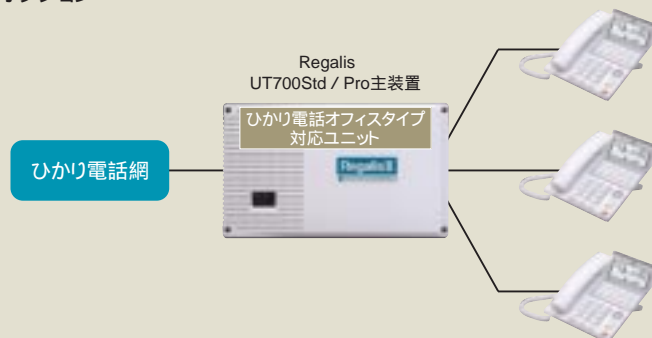 Regalis
UT700Std / Pro主装置
ひかり電話オフィスタイプ
対応ユニット
ひかり電話網
Regalis II